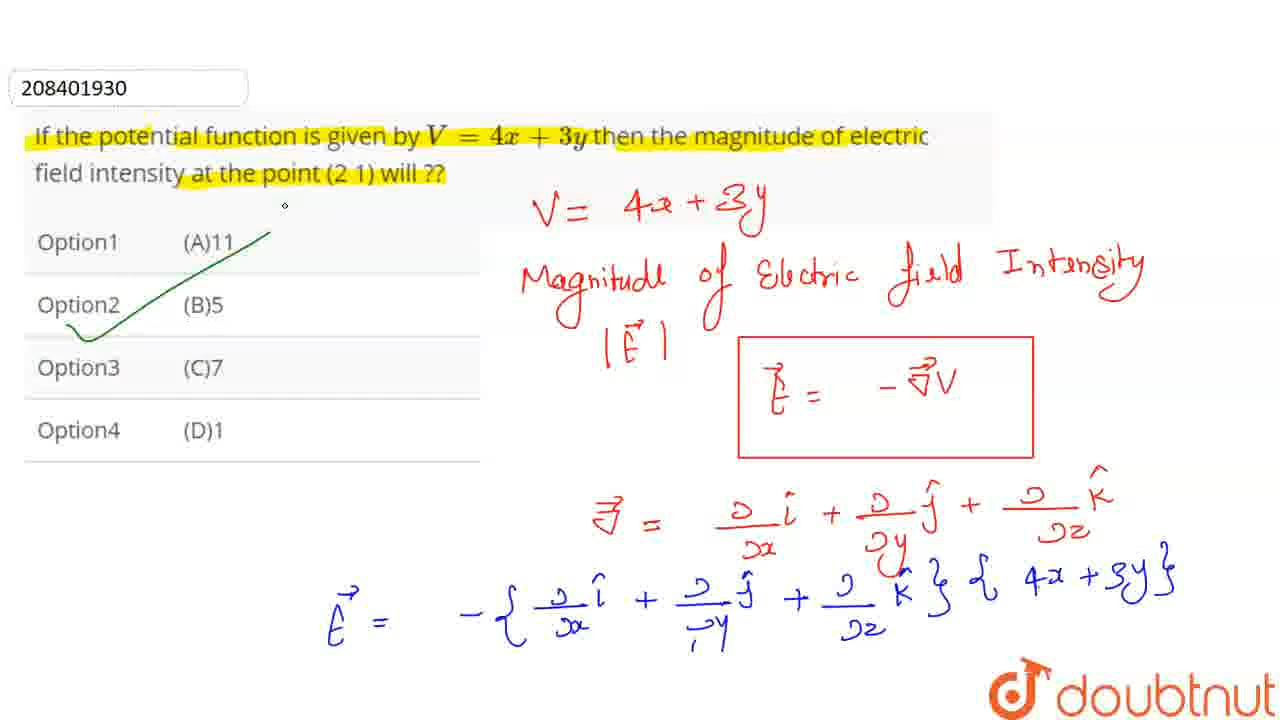 208401930
If the potential function is given by V = 4x + 3y then the magnitude of electric
field intensity at the point (2 1) will ??
Option1 (A)11
Option2 (B)5
Option3 (C)7
Option4 (D)1
V = 4x + 3y
Magnitude of Electric field Intensity
|E⃗|
E⃗ = - ∇⃗V
∇⃗ = ∂/∂x î + ∂/∂y ĵ + ∂/∂z k̂
E⃗ = -{∂/∂x î + ∂/∂y ĵ + ∂/∂z k̂} {4x + 3y}
doubtnut